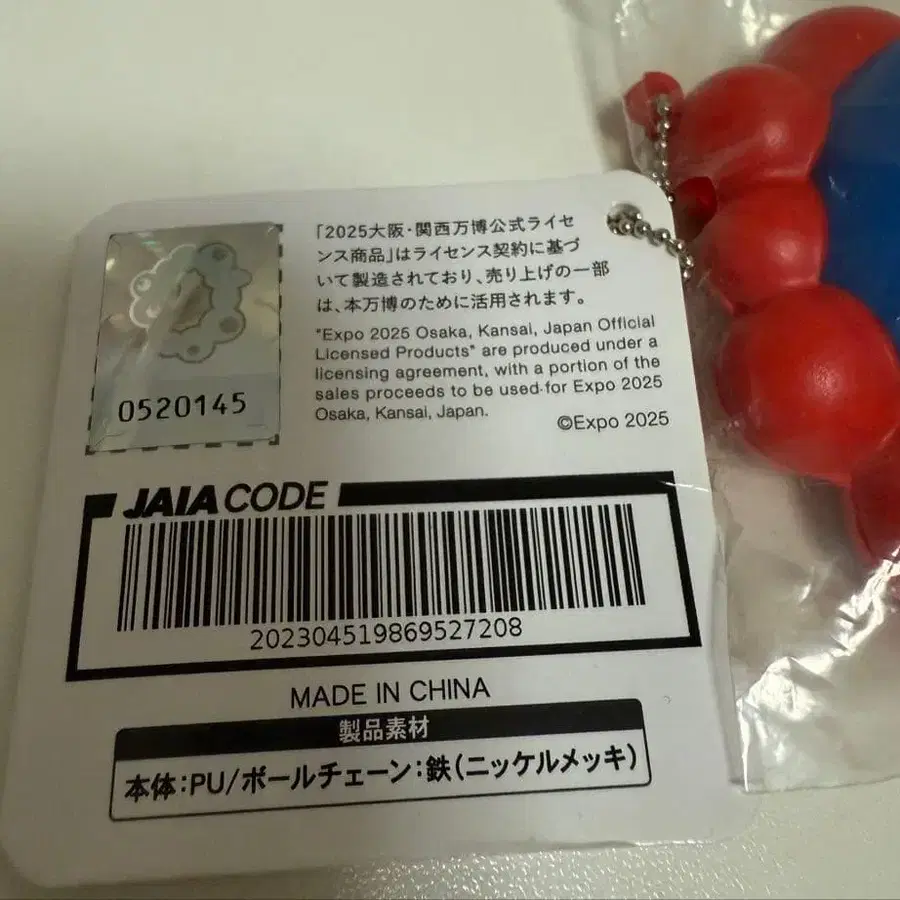 「2025大阪・関西万博公式ライセ
ンス商品」はライセンス契約に基づ
いて製造されており、売り上げの一部
は、本万博のために活用されます。
"Expo 2025 Osaka, Kansai, Japan Official
Licensed Products" are produced under a
licensing agreement, with a portion of the
sales proceeds to be used for Expo 2025
Osaka, Kansai, Japan.
©Expo 2025
0520145
JAIA CODE
202304519869527208
MADE IN CHINA
製品素材
本体:PU/ボールチェーン:鉄(ニッケルメッキ)